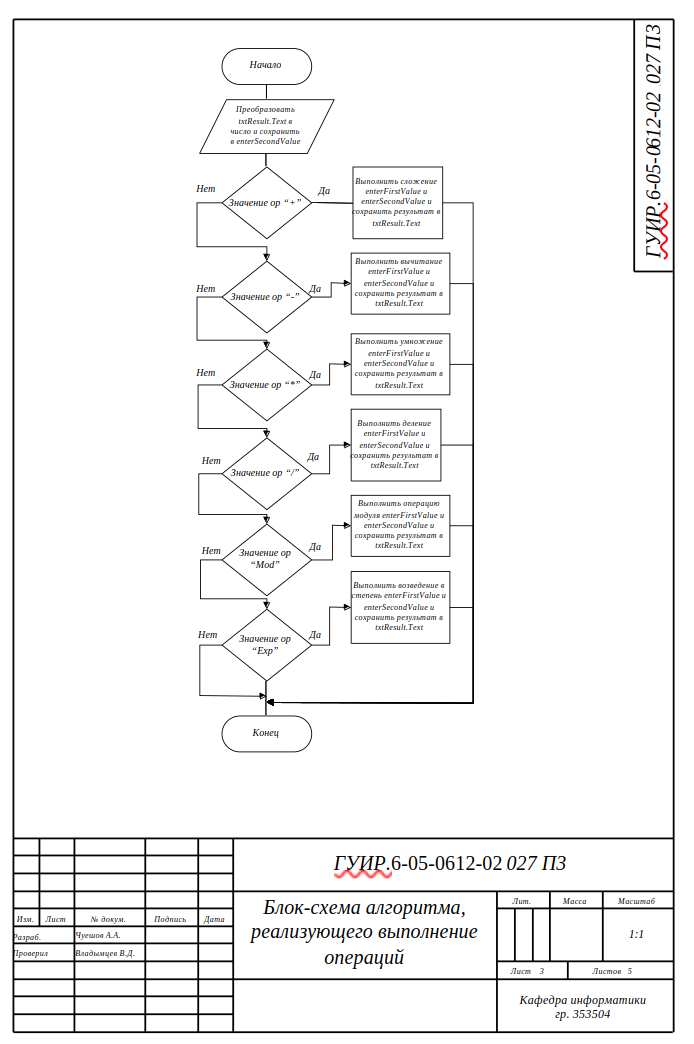 ГУИР.6-05-0612-02 027 ПЗ
Начало
Преобразовать
txtResult.Text в
число и сохранить
в enterSecondValue
Нет
Значение op “+”
Да
Выполнить сложение
enterFirstValue и
enterSecondValue и
сохранить результат в
txtResult.Text
Нет
Значение op “-”
Да
Выполнить вычитание
enterFirstValue и
enterSecondValue и
сохранить результат в
txtResult.Text
Нет
Значение op “*”
Да
Выполнить умножение
enterFirstValue и
enterSecondValue и
сохранить результат в
txtResult.Text
Нет
Значение op “/”
Да
Выполнить деление
enterFirstValue и
enterSecondValue и
сохранить результат в
txtResult.Text
Нет
Значение op
“Mod”
Да
Выполнить операцию
модуля enterFirstValue и
enterSecondValue и
сохранить результат в
txtResult.Text
Нет
Значение op
“Exp”
Да
Выполнить возведение в
степень enterFirstValue и
enterSecondValue и
сохранить результат в
txtResult.Text
Конец
ГУИР.6-05-0612-02 027 ПЗ
Изм. Лист № докум. Подпись Дата
Разраб. Чуешов А.А.
Проверил Владымцев В.Д.
Блок-схема алгоритма,
реализующего выполнение
операций
Лит. Масса Масштаб
1:1
Лист 3 Листов 5
Кафедра информатики
гр. 353504